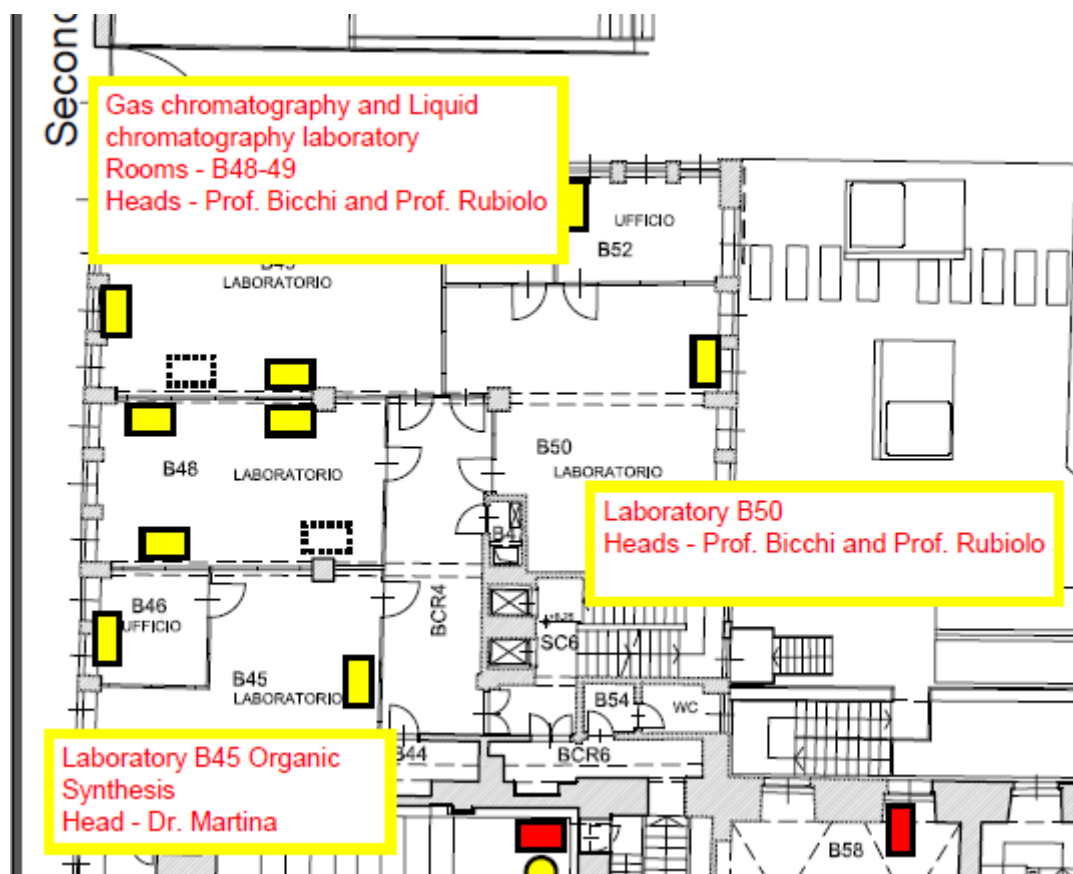 Gas chromatography and Liquid
chromatography laboratory
Rooms - B48-49
Heads - Prof. Bicchi and Prof. Rubiolo
UFFICIO
B52
LABORATORIO
B48
LABORATORIO
B50
LABORATORIO
Laboratory B50
Heads - Prof. Bicchi and Prof. Rubiolo
B46
UFFICIO
BCR4
SC6
B45
LABORATORIO
B54
WC
B44
BCR6
Laboratory B45 Organic
Synthesis
Head - Dr. Martina
B58